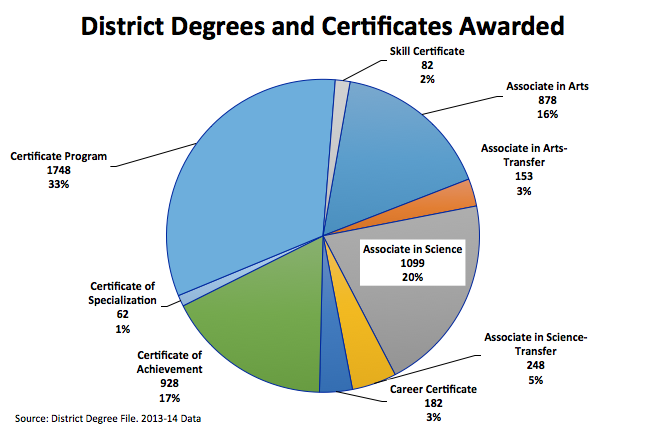 District Degrees and Certificates Awarded
Skill Certificate
82
2%
Associate in Arts
878
16%
Associate in Arts-
Transfer
153
3%
Associate in Science
1099
20%
Associate in Science-
Transfer
248
5%
Career Certificate
182
3%
Certificate of
Achievement
928
17%
Certificate of
Specialization
62
1%
Certificate Program
1748
33%
Source: District Degree File. 2013-14 Data